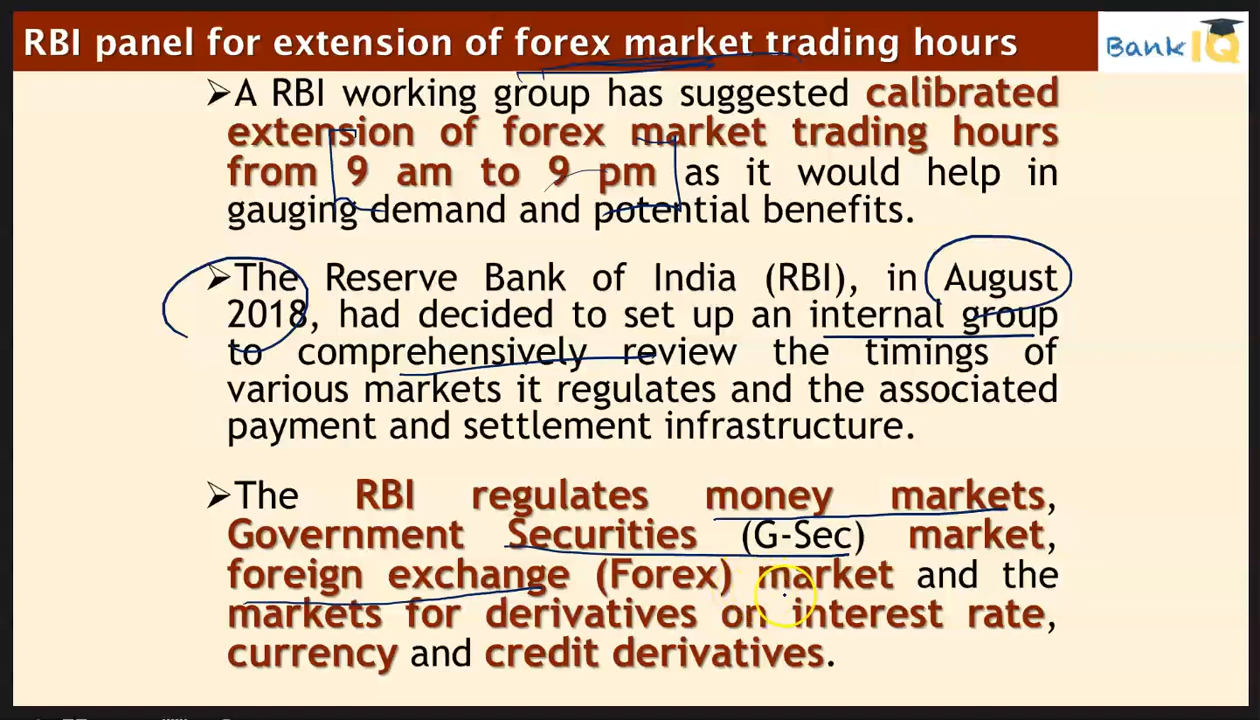 RBI panel for extension of forex market trading hours
Bank IQ
➢A RBI working group has suggested calibrated
extension of forex market trading hours
from 9 am to 9 pm as it would help in
gauging demand and potential benefits.
➢The Reserve Bank of India (RBI), in August
2018, had decided to set up an internal group
to comprehensively review the timings of
various markets it regulates and the associated
payment and settlement infrastructure.
➢The RBI regulates money markets,
Government Securities (G-Sec) market,
foreign exchange (Forex) market and the
markets for derivatives on interest rate,
currency and credit derivatives.